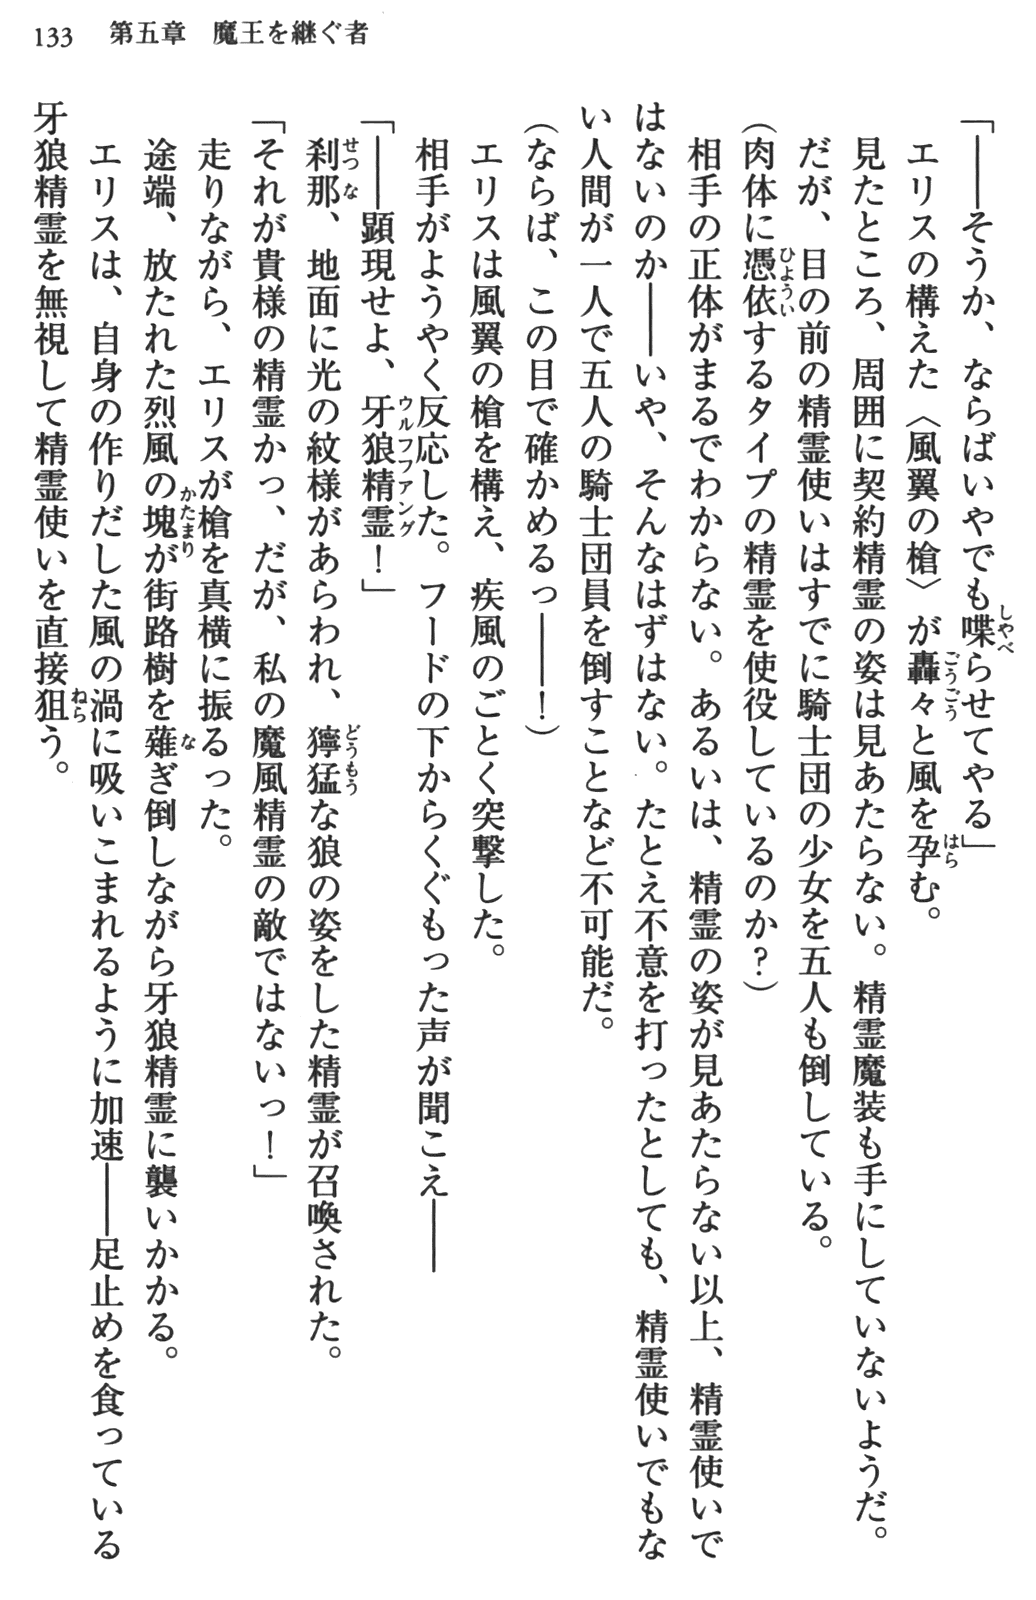 133　第五章　魔王を継ぐ者
「――そうか、ならばいやでも喋らせてやる」
エリスの構えた〈風翼の槍〉が轟々と風を孕む。
見たところ、周囲に契約精霊の姿は見あたらない。精霊魔装も手にしていないようだ。
だが、目の前の精霊使いはすでに騎士団の少女を五人も倒している。
（肉体に憑依するタイプの精霊を使役しているのか？）
相手の正体がまるでわからない。あるいは、精霊の姿が見あたらない以上、精霊使いで
はないのか――いや、そんなはずはない。たとえ不意を打ったとしても、精霊使いでもな
い人間が一人で五人の騎士団員を倒すことなど不可能だ。
（ならば、この目で確かめるっ――！）
エリスは風翼の槍を構え、疾風のごとく突撃した。
相手がようやく反応した。フードの下からくぐもった声が聞こえ――
「――顕現せよ、牙狼精霊！」
刹那、地面に光の紋様があらわれ、獰猛な狼の姿をした精霊が召喚された。
「それが貴様の精霊かっ、だが、私の魔風精霊の敵ではないっ！」
走りながら、エリスが槍を真横に振るった。
途端、放たれた烈風の塊が街路樹を薙ぎ倒しながら牙狼精霊に襲いかかる。
エリスは、自身の作りだした風の渦に吸いこまれるように加速――足止めを食っている
牙狼精霊を無視して精霊使いを直接狙う。